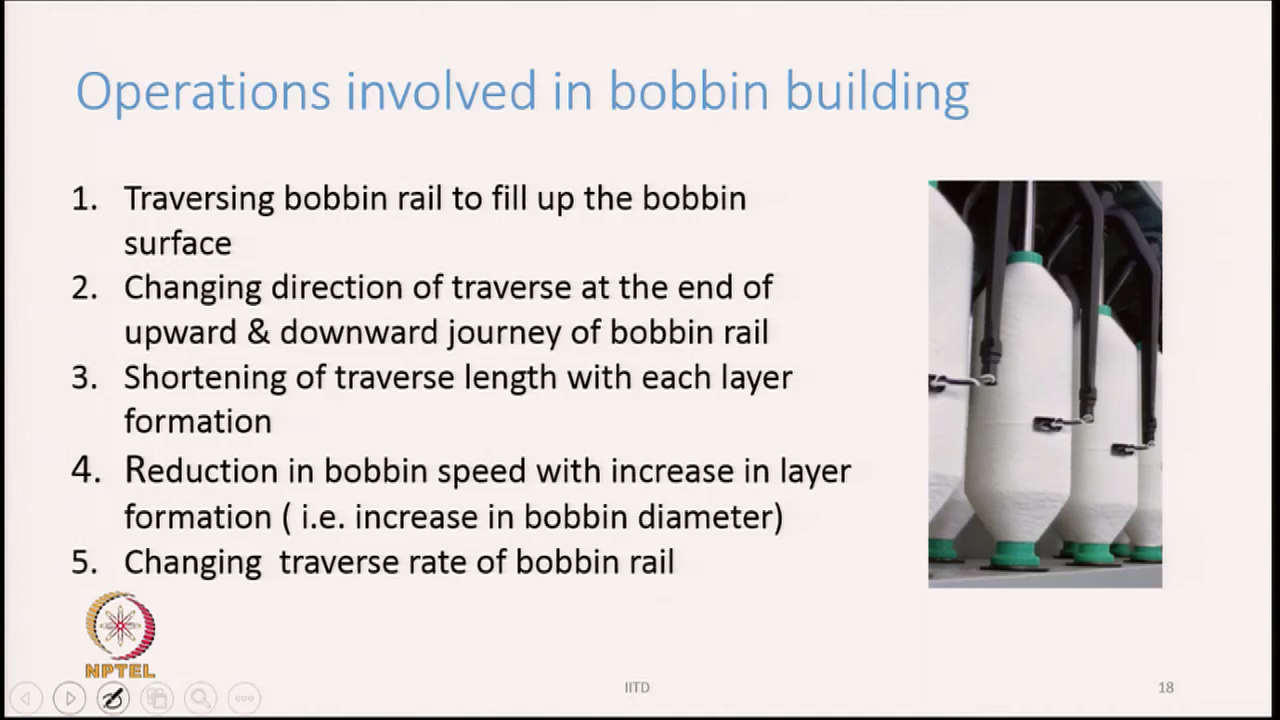 Operations involved in bobbin building
1. Traversing bobbin rail to fill up the bobbin
surface
2. Changing direction of traverse at the end of
upward & downward journey of bobbin rail
3. Shortening of traverse length with each layer
formation
4. Reduction in bobbin speed with increase in layer
formation ( i.e. increase in bobbin diameter)
5. Changing  traverse rate of bobbin rail
NPTEL
IITD
18